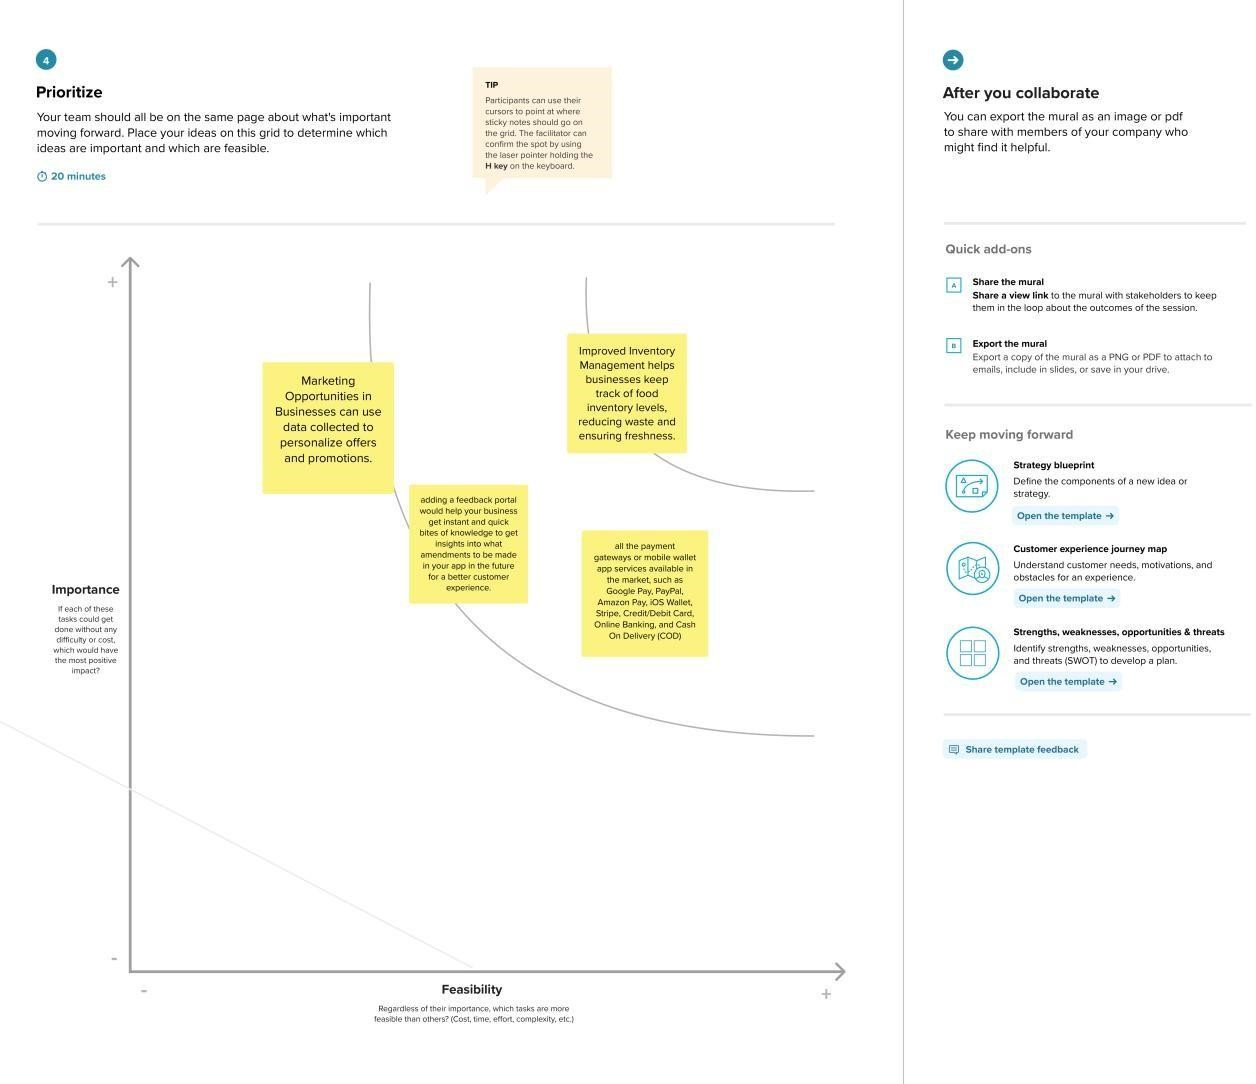 4
Prioritize
Your team should all be on the same page about what's important
moving forward. Place your ideas on this grid to determine which
ideas are important and which are feasible.
20 minutes
TIP
Participants can use their
cursors to point at where
sticky notes should go on
the grid. The facilitator can
confirm the spot by using
the laser pointer holding the
H key on the keyboard.
+
Marketing
Opportunities in
Businesses can use
data collected to
personalize offers
and promotions.
Improved Inventory
Management helps
businesses keep
track of food
inventory levels,
reducing waste and
ensuring freshness.
adding a feedback portal
would help your business
get instant and quick
bites of knowledge to get
insights into what
amendments to be made
in your app in the future
for a better customer
experience.
all the payment
gateways or mobile wallet
app services available in
the market, such as
Google Pay, PayPal,
Amazon Pay, iOS Wallet,
Stripe, Credit/Debit Card,
Online Banking, and Cash
On Delivery (COD)
Importance
If each of these
tasks could get
done without any
difficulty or cost,
which would have
the most positive
impact?
-
-
+
Feasibility
Regardless of their importance, which tasks are more
feasible than others? (Cost, time, effort, complexity, etc.)
After you collaborate
You can export the mural as an image or pdf
to share with members of your company who
might find it helpful.
Quick add-ons
A
Share the mural
Share a view link to the mural with stakeholders to keep
them in the loop about the outcomes of the session.
B
Export the mural
Export a copy of the mural as a PNG or PDF to attach to
emails, include in slides, or save in your drive.
Keep moving forward
Strategy blueprint
Define the components of a new idea or
strategy.
Open the template →
Customer experience journey map
Understand customer needs, motivations, and
obstacles for an experience.
Open the template →
Strengths, weaknesses, opportunities & threats
Identify strengths, weaknesses, opportunities,
and threats (SWOT) to develop a plan.
Open the template →
Share template feedback